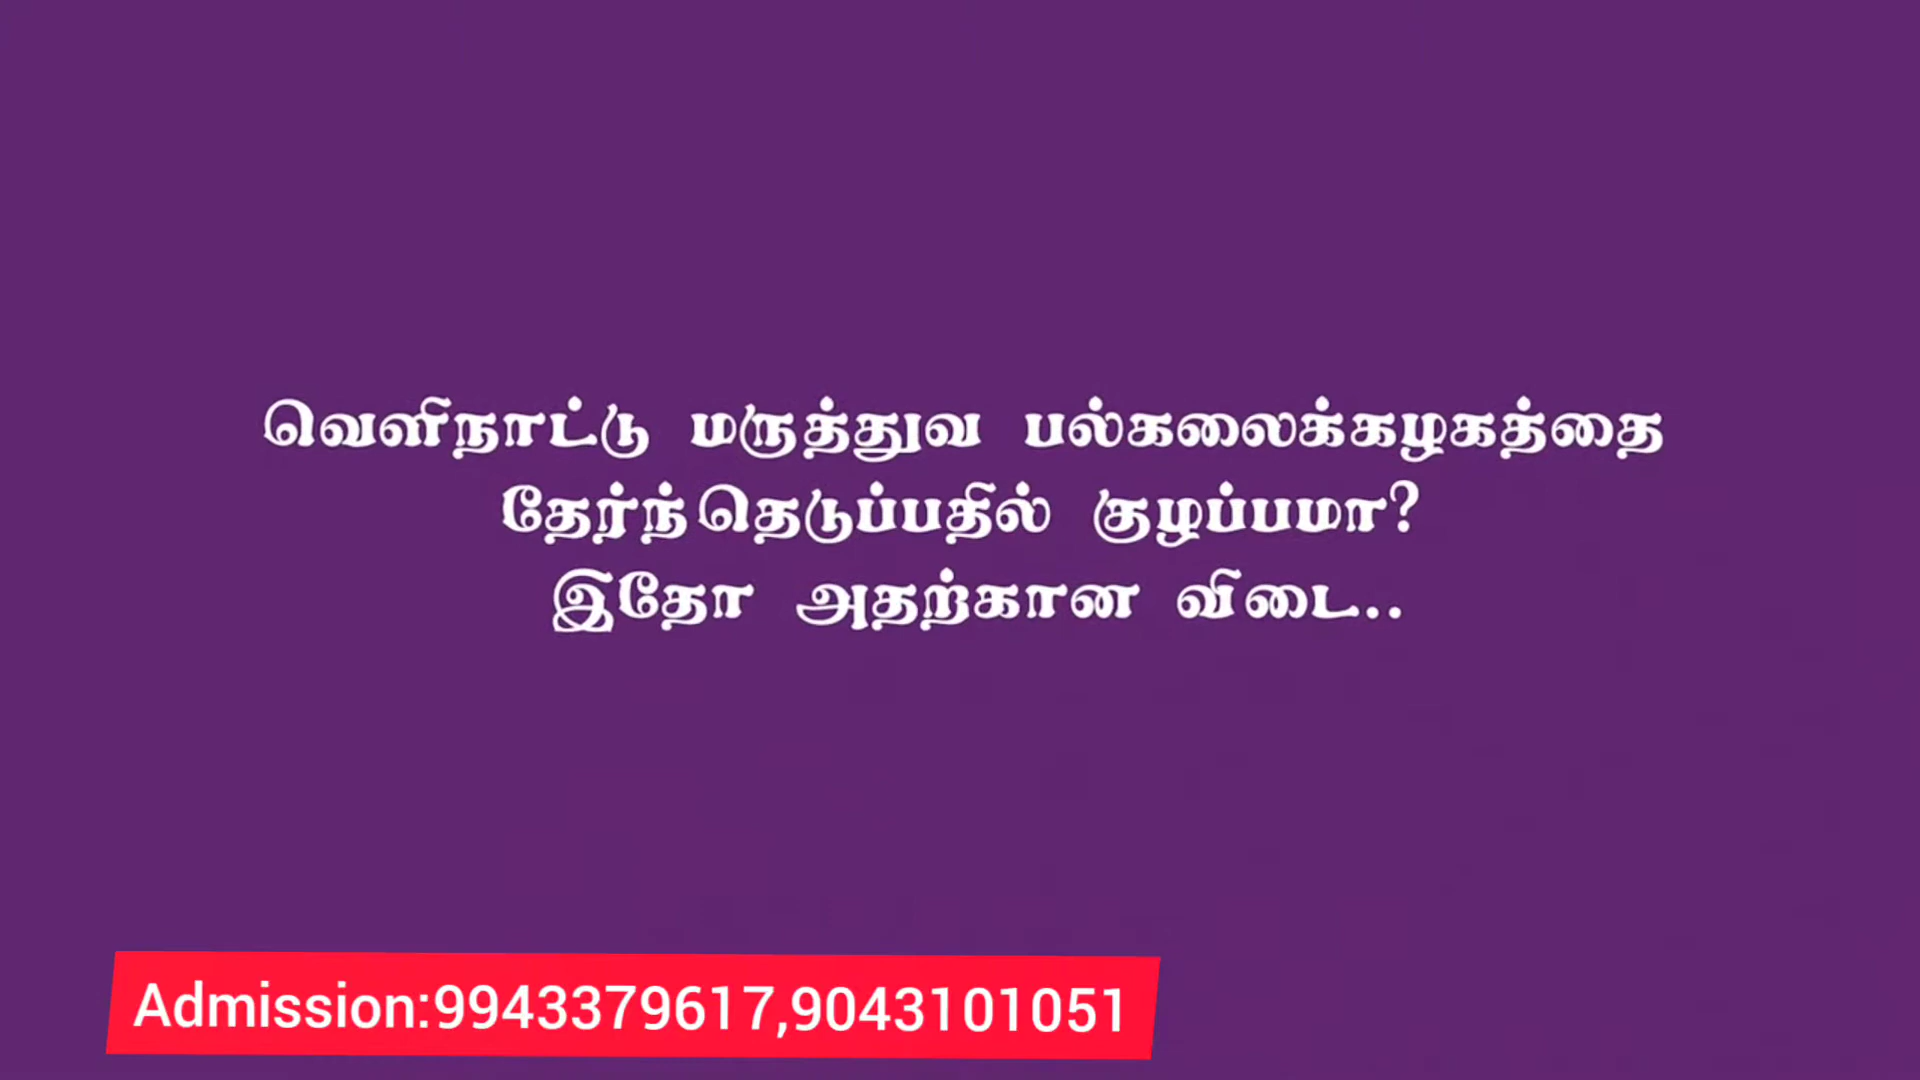 வெளிநாட்டு மருத்துவ பல்கலைக்கழகத்தை
தேர்ந்தெடுப்பதில் குழப்பமா?
இதோ அதற்கான விடை..
Admission:9943379617,9043101051